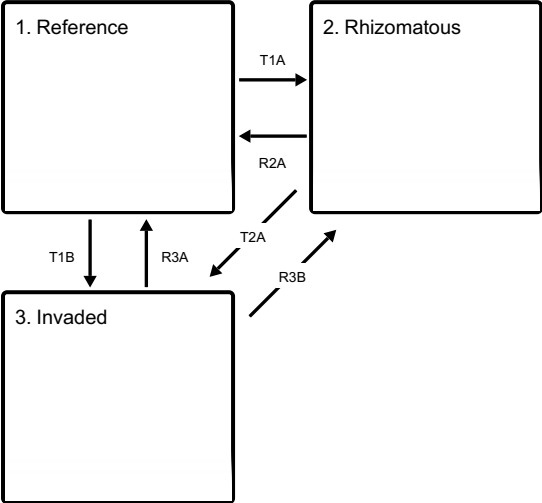 1. Reference
2. Rhizomatous
T1A
R2A
T1B
R3A
T2A
R3B
3. Invaded